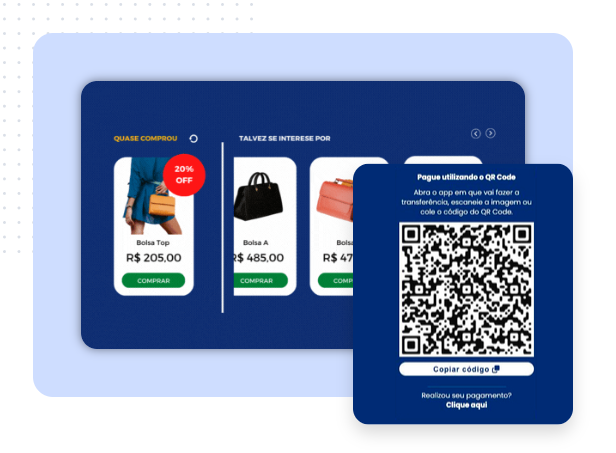 QUASE COMPROU
TALVEZ SE INTERESE POR
20%
OFF
Bolsa Top
R$ 205,00
COMPRAR
Bolsa A
R$ 485,00
COMPRAR
Bolsa
R$ 47
COMP
Pague utilizando o QR Code
Abra o app em que vai fazer a
transferência, escaneie a imagem ou
cole o código do QR Code.
Copiar código
Realizou seu pagamento?
Clique aqui